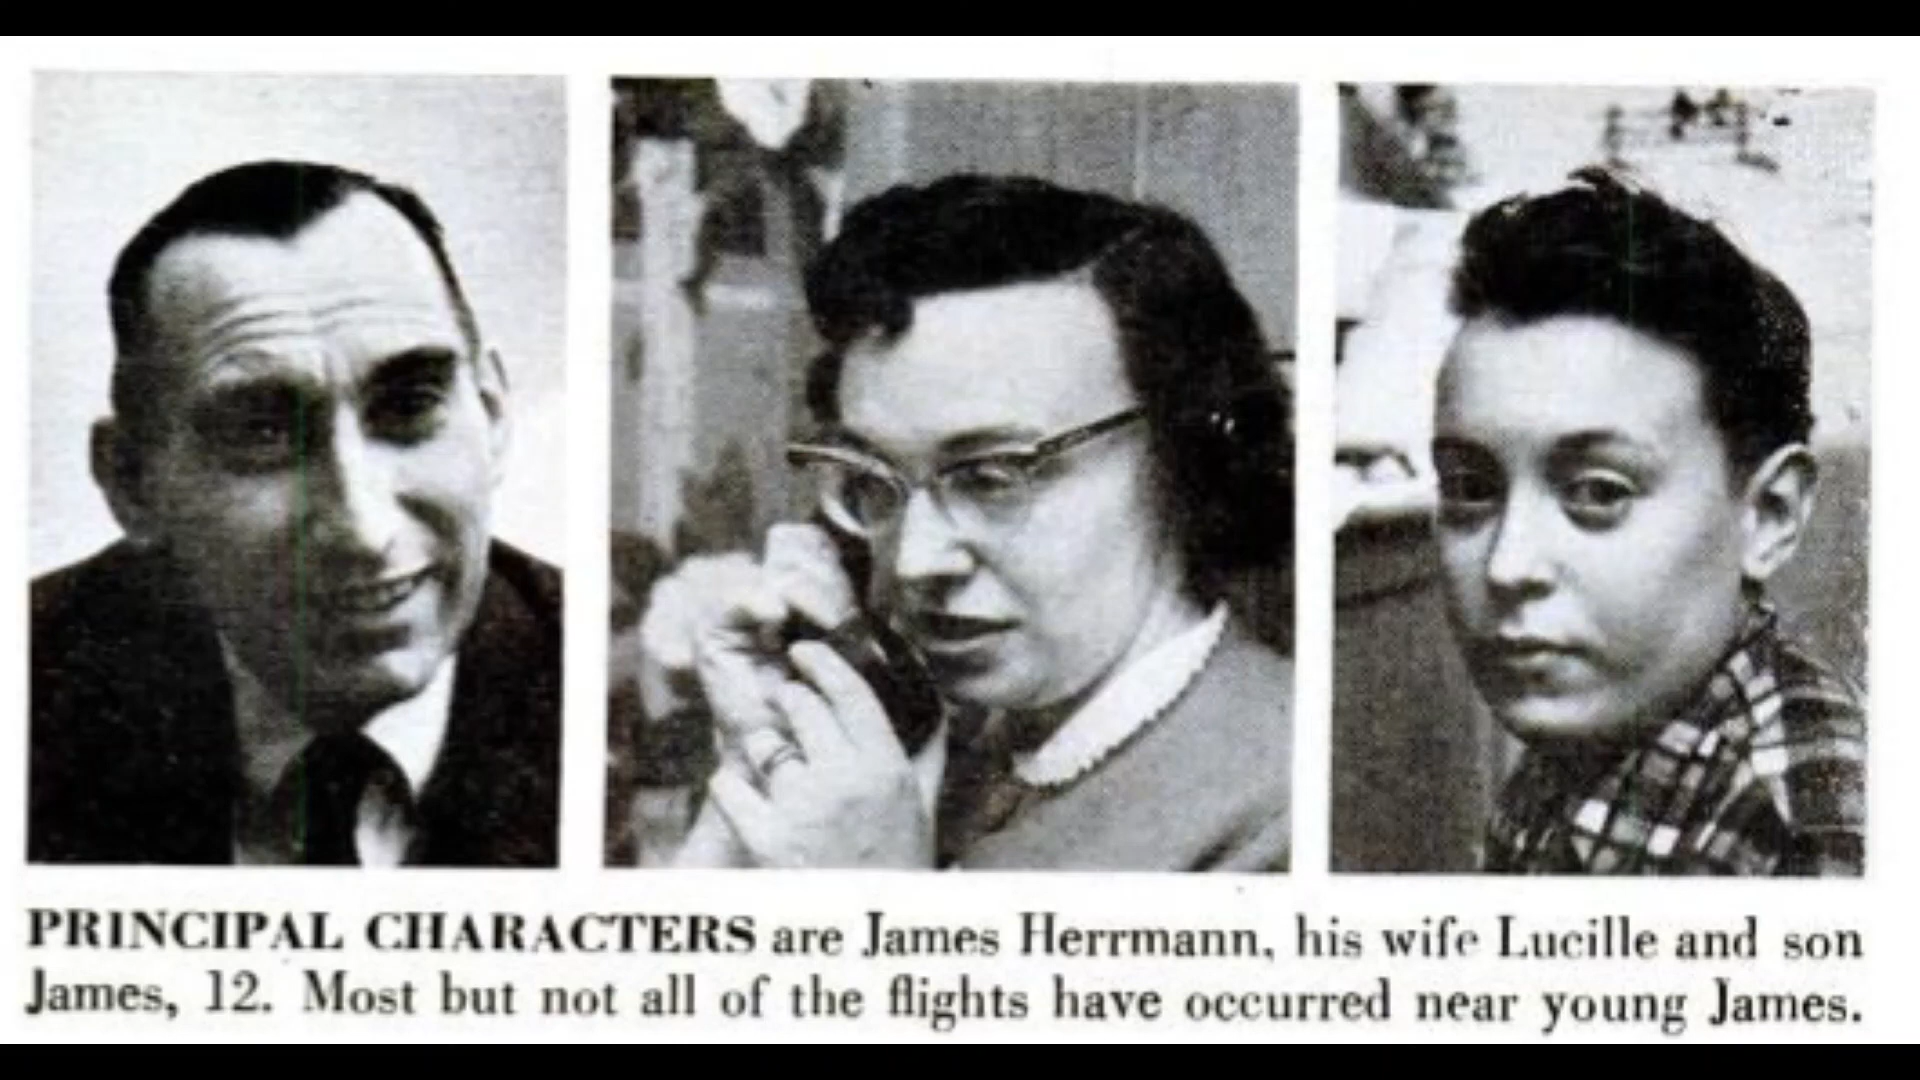 PRINCIPAL CHARACTERS are James Herrmann, his wife Lucille and son
James, 12. Most but not all of the flights have occurred near young James.